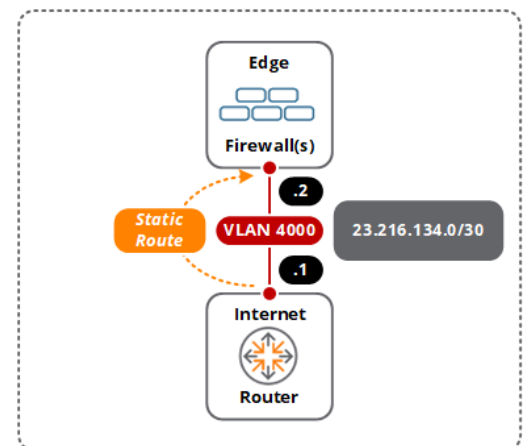 Edge
Firewall(s)
.2
Static
Route
VLAN 4000
23.216.134.0/30
.1
Internet
Router